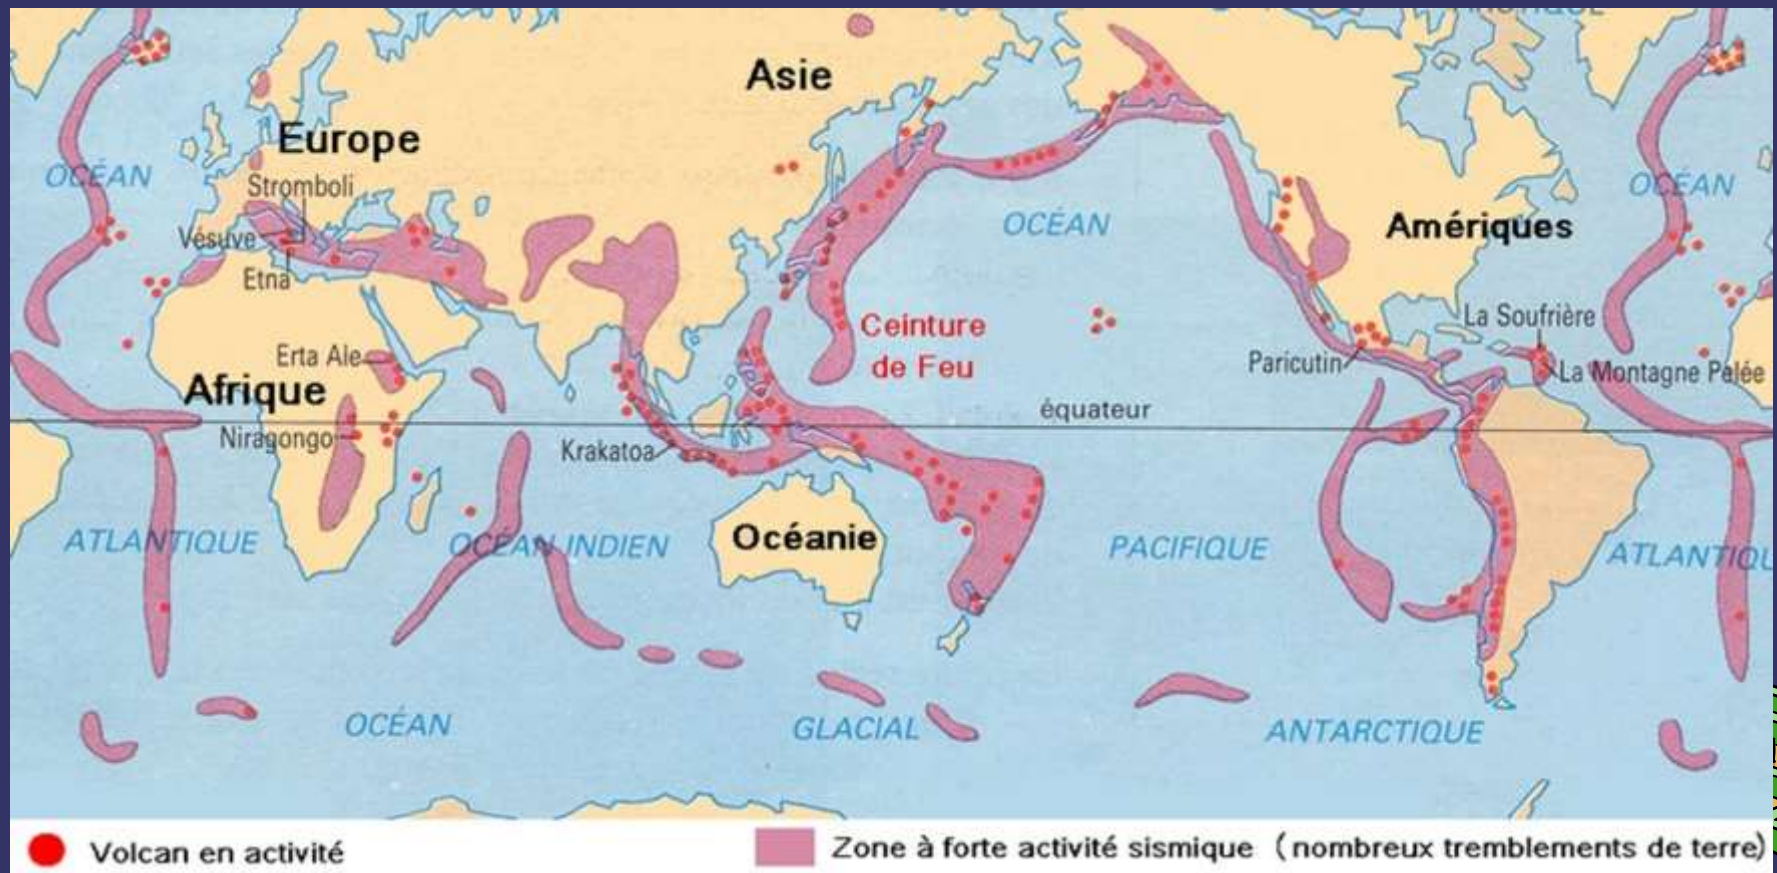 Asie
Europe
OCÉAN
Stromboli
OCÉAN
OCÉAN
Amériques
Vésuve
Etna
La Soufrière
Ceinture
de Feu
Erta Ale
Paricutin
La Montagne Pelée
Afrique
équateur
Niragongo
Krakatoa
Océanie
ATLANTIQUE
OCÉAN INDIEN
PACIFIQUE
ATLANTIQU
OCÉAN
GLACIAL
ANTARCTIQUE
Volcan en activité
Zone à forte activité sismique (nombreux tremblements de terre)